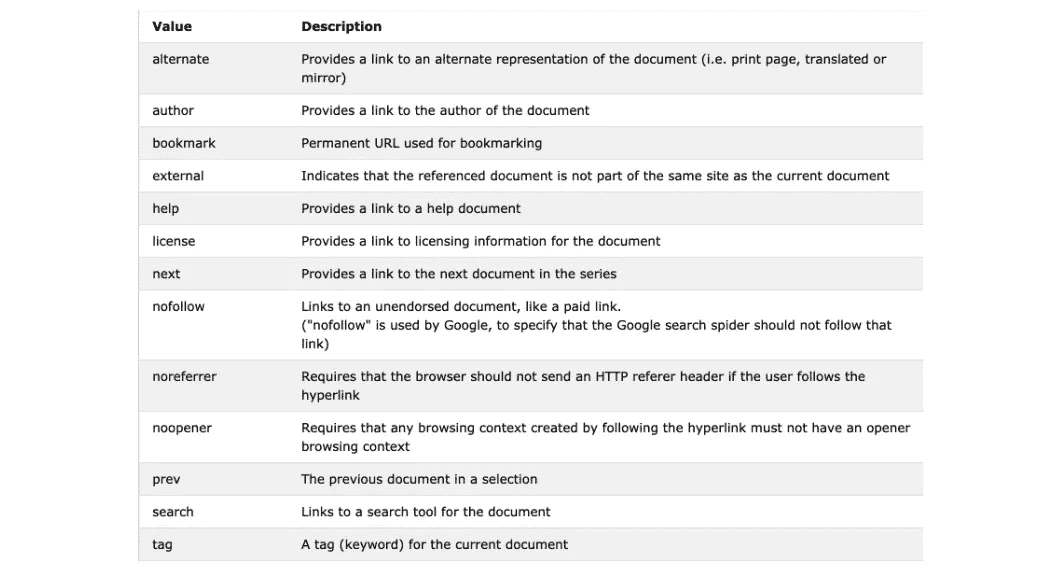 Value Description
alternate Provides a link to an alternate representation of the document (i.e. print page, translated or
mirror)
author Provides a link to the author of the document
bookmark Permanent URL used for bookmarking
external Indicates that the referenced document is not part of the same site as the current document
help Provides a link to a help document
license Provides a link to licensing information for the document
next Provides a link to the next document in the series
nofollow Links to an unendorsed document, like a paid link.
("nofollow" is used by Google, to specify that the Google search spider should not follow that
link)
noreferrer Requires that the browser should not send an HTTP referer header if the user follows the
hyperlink
noopener Requires that any browsing context created by following the hyperlink must not have an opener
browsing context
prev The previous document in a selection
search Links to a search tool for the document
tag A tag (keyword) for the current document